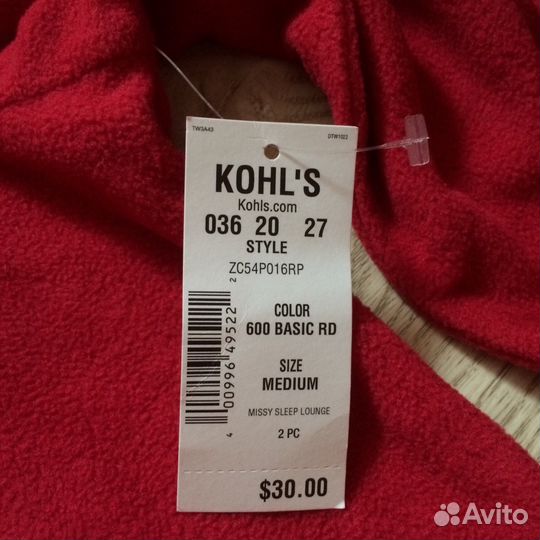 TW3A43 DTW1022
KOHL'S
Kohls.com
036 20 27
STYLE
ZC54P016RP
COLOR
600 BASIC RD
SIZE
MEDIUM
MISSY SLEEP LOUNGE
2 PC
$30.00
4 00996 49522 2
Avito